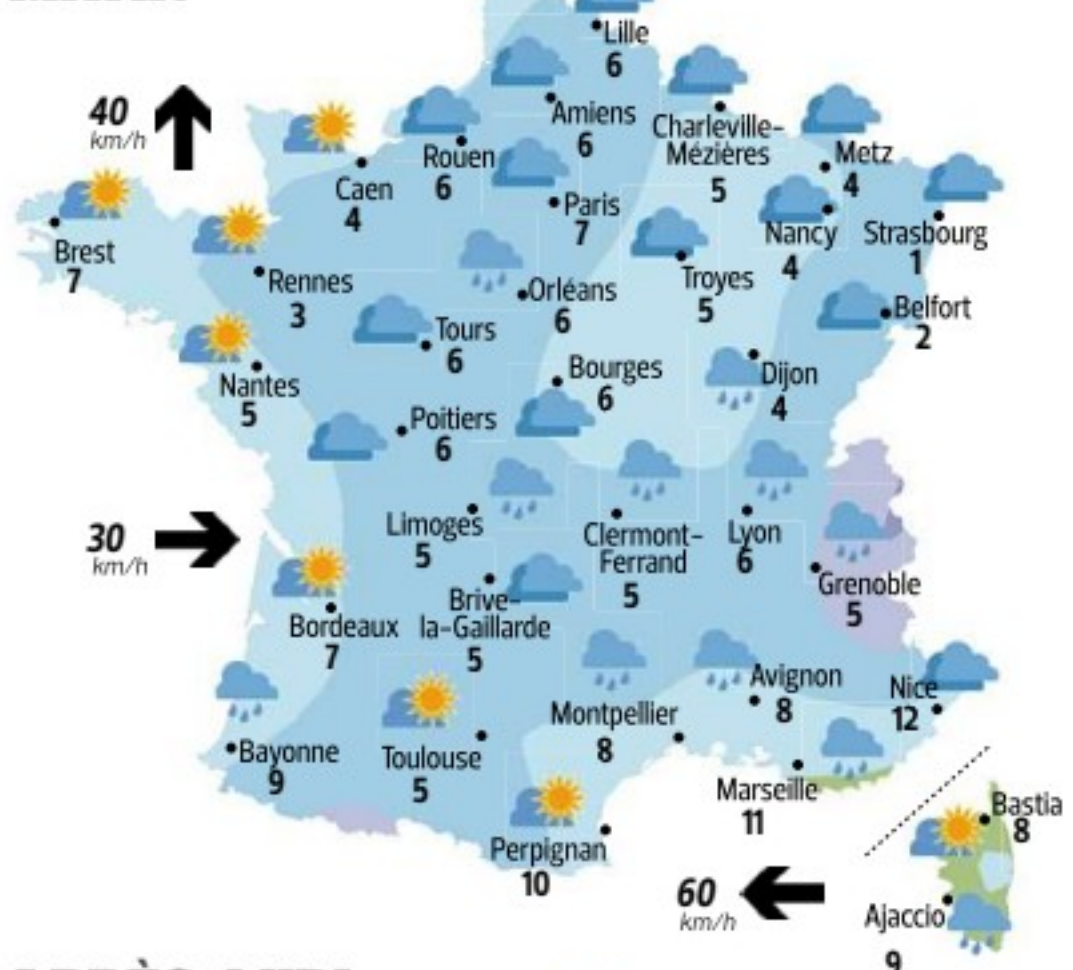 Lille
6
Amiens
6
Charleville-
Mézières
5
40
km/h
Rouen
6
Metz
4
Caen
4
Paris
7
Nancy
4
Strasbourg
1
Brest
7
Rennes
3
Orléans
6
Troyes
5
Belfort
2
Tours
6
Nantes
5
Bourges
6
Dijon
4
Poitiers
6
30
km/h
Limoges
5
Clermont-
Ferrand
5
Lyon
6
Grenoble
5
Bordeaux
7
Brive-
la-Gaillarde
5
Avignon
8
Nice
12
Montpellier
8
Bayonne
9
Toulouse
5
Marseille
11
Bastia
8
Perpignan
10
60
km/h
Ajaccio
9